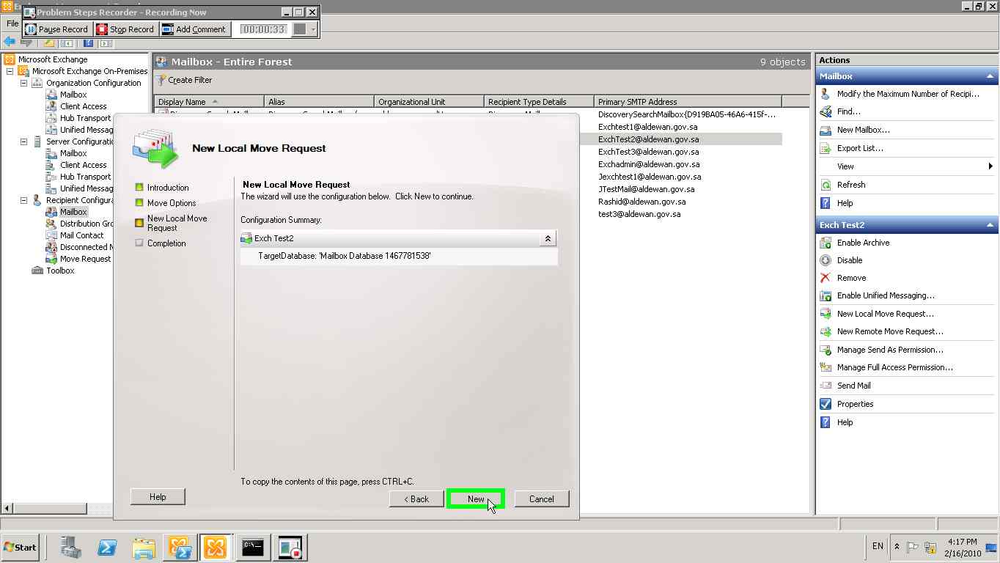 Problem Steps Recorder - Recording Now
File
Pause Record
Stop Record
Add Comment
00:00:33
Microsoft Exchange
Microsoft Exchange On-Premises
Organization Configuration
Mailbox
Client Access
Hub Transport
Unified Messag
Server Configuratio
Mailbox
Client Access
Hub Transport
Unified Messag
Recipient Configura
Mailbox
Distribution Gro
Mail Contact
Disconnected M
Move Request
Toolbox
Mailbox - Entire Forest
9 objects
Create Filter
Display Name
Alias
Organizational Unit
Recipient Type Details
Primary SMTP Address
DiscoverySearchMailbox{D919BA05-46A6-415f-...
Exchtest1@aldewan.gov.sa
ExchTest2@aldewan.gov.sa
ExchTest3@aldewan.gov.sa
Exchadmin@aldewan.gov.sa
Jexchtest1@aldewan.gov.sa
JTestMail@aldewan.gov.sa
Rashid@aldewan.gov.sa
test3@aldewan.gov.sa
New Local Move Request
Introduction
Move Options
New Local Move
Request
Completion
New Local Move Request
The wizard will use the configuration below. Click New to continue.
Configuration Summary:
Exch Test2
TargetDatabase: 'Mailbox Database 1467781538'
To copy the contents of this page, press CTRL+C.
Help
< Back
New
Cancel
Actions
Mailbox
Modify the Maximum Number of Recipi...
Find...
New Mailbox...
Export List...
View
Refresh
Help
Exch Test2
Enable Archive
Disable
Remove
Enable Unified Messaging...
New Local Move Request...
New Remote Move Request...
Manage Send As Permission...
Manage Full Access Permission...
Send Mail
Properties
Help
Start
EN
4:17 PM
2/16/2010